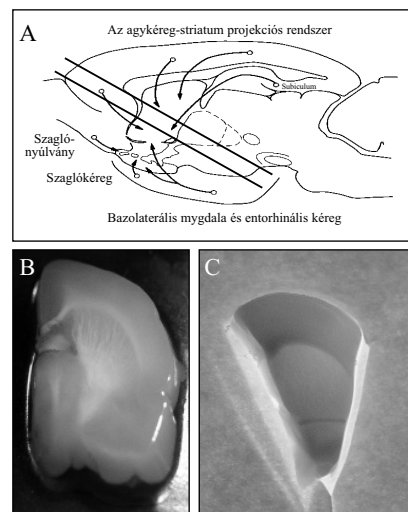 A
Az agykéreg-striatum projekciós rendszer
Subiculum
Szagló-
nyúlvány
Szaglókéreg
Bazolaterális mygdala és entorhinális kéreg
B
C